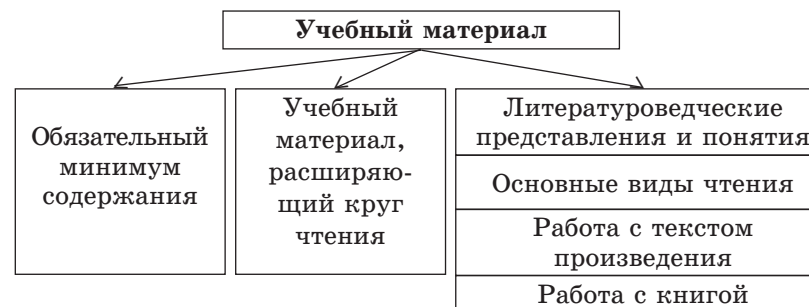 Учебный материал
Обязательный
минимум
содержания
Учебный
материал,
расширяю-
щий круг
чтения
Литературоведческие
представления и понятия
Основные виды чтения
Работа с текстом
произведения
Работа с книгой